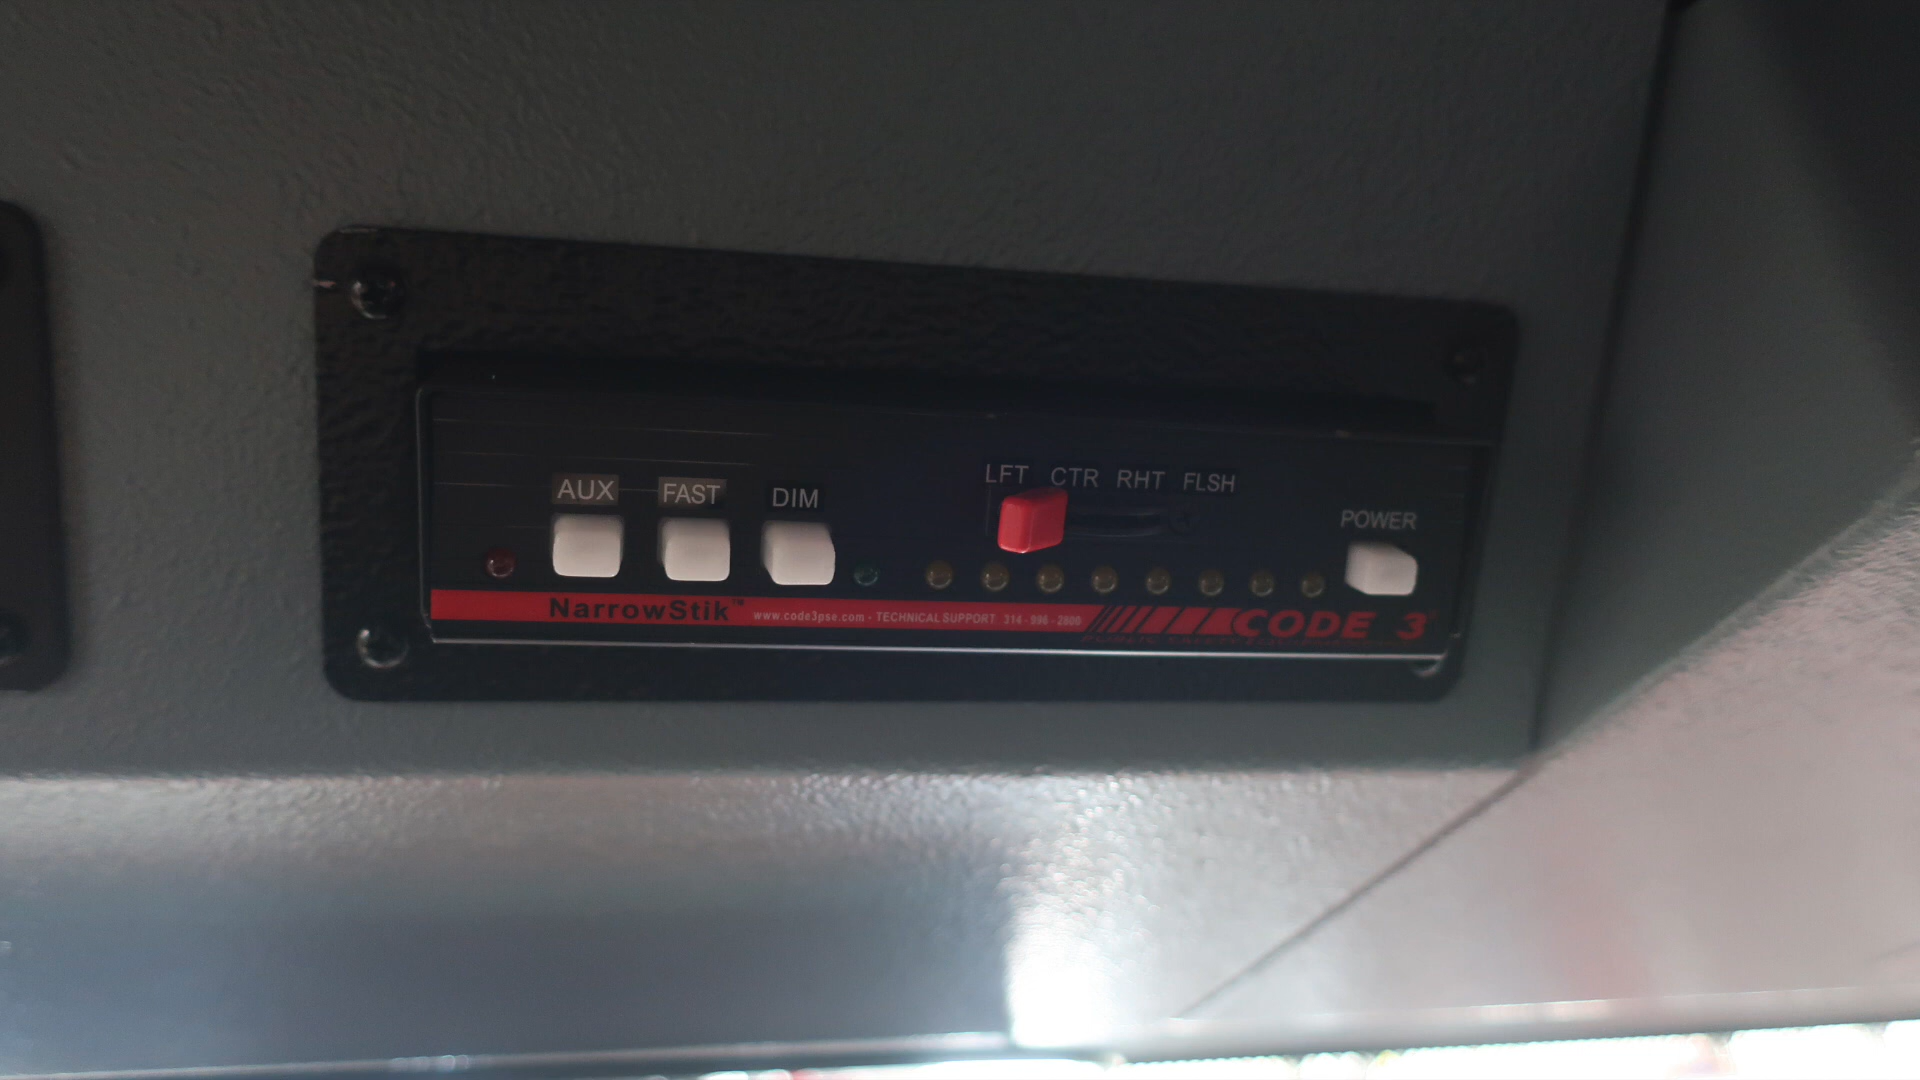 AUX FAST DIM
LFT CTR RHT FLSH
POWER
NarrowStik™ www.code3pse.com - TECHNICAL SUPPORT 314-996-2800
CODE 3